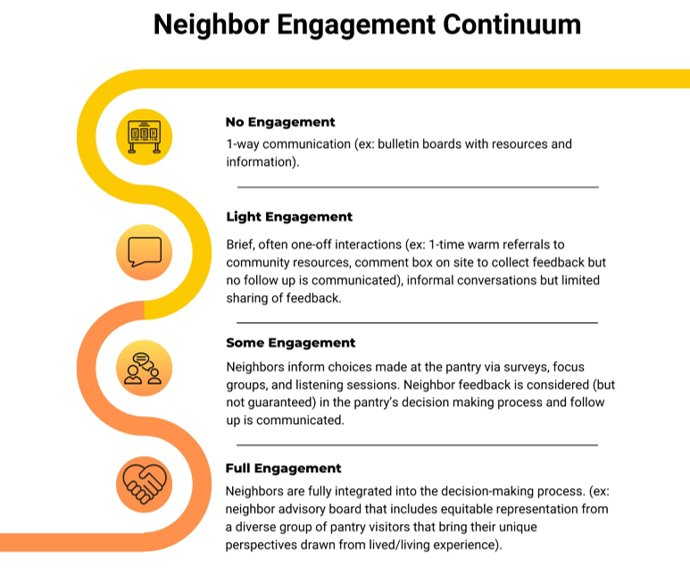 Neighbor Engagement Continuum
No Engagement
1-way communication (ex: bulletin boards with resources and
information).
Light Engagement
Brief, often one-off interactions (ex: 1-time warm referrals to
community resources, comment box on site to collect feedback but
no follow up is communicated), informal conversations but limited
sharing of feedback.
Some Engagement
Neighbors inform choices made at the pantry via surveys, focus
groups, and listening sessions. Neighbor feedback is considered (but
not guaranteed) in the pantry's decision making process and follow
up is communicated.
Full Engagement
Neighbors are fully integrated into the decision-making process. (ex:
neighbor advisory board that includes equitable representation from
a diverse group of pantry visitors that bring their unique
perspectives drawn from lived/living experience).